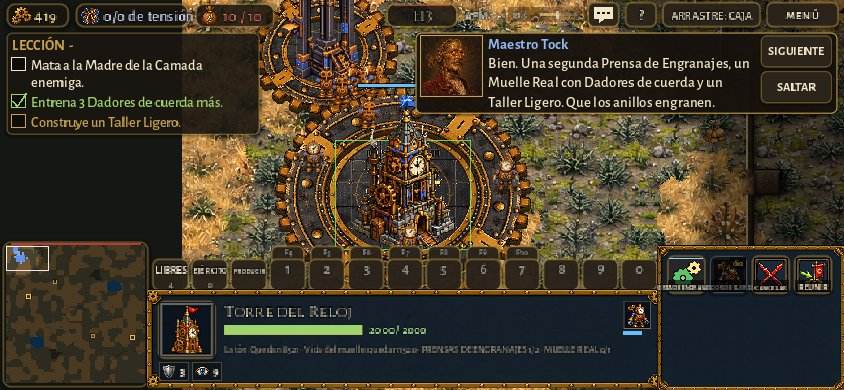 419
0/0 de tensión
10 / 10
113
?
ARRASTRE: CAJA
MENÚ
LECCIÓN -
Mata a la Madre de la Camada
enemiga.
Entrena 3 Dadores de cuerda más.
Construye un Taller Ligero.
Maestro Tock
Bien. Una segunda Prensa de Engranajes, un
Muelle Real con Dadores de cuerda y un
Taller Ligero. Que los anillos engranen.
SIGUIENTE
SALTAR
LIBRES
4
EJÉRCITO
0
1
2
3
4
5
6
7
8
9
0
TORRE DEL RELOJ
2000/ 2000
3
9